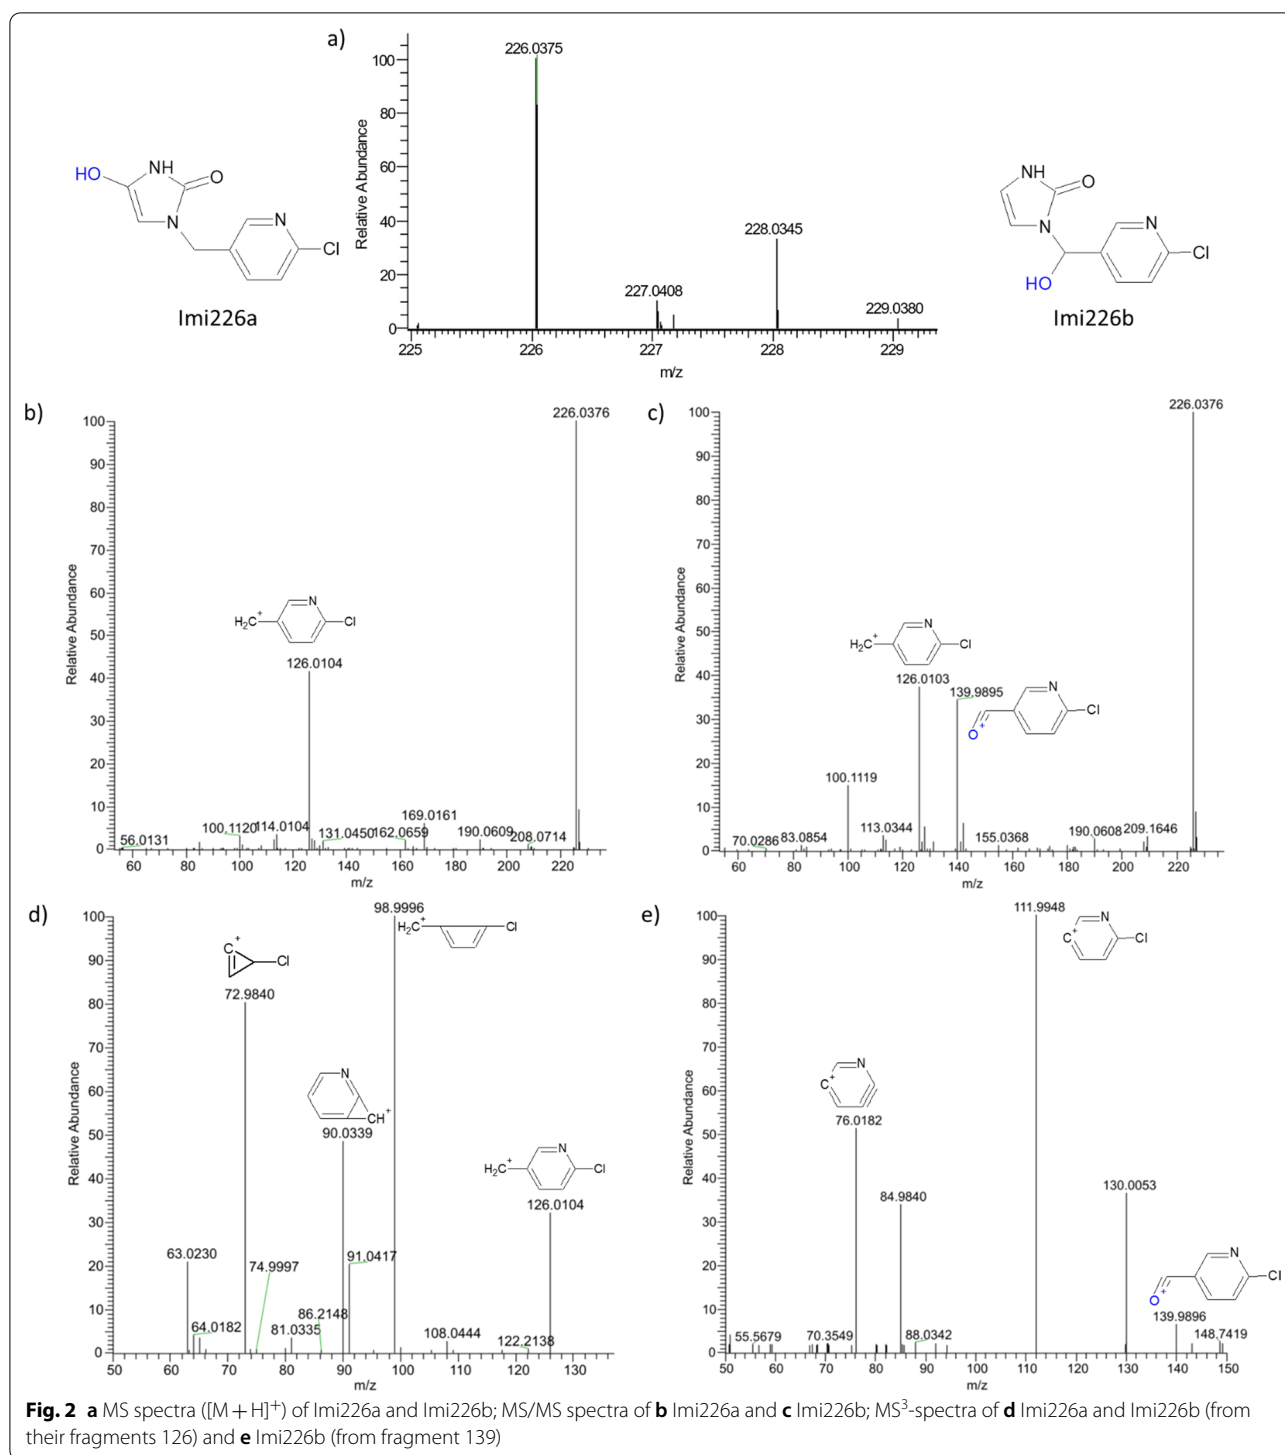 a)
226.0375
100
80
60
40
20
0
Relative Abundance
228.0345
227.0408
229.0380
225
226
227
228
229
m/z
HO
NH
O
N
N
Cl
Imi226a
NH
O
N
N
Cl
HO
Imi226b
b)
226.0376
100
90
80
70
60
50
40
30
20
10
0
Relative Abundance
H₂C⁺
N
Cl
126.0104
169.0161
100.1120
114.0104
131.0450
162.0659
190.0609
208.0714
56.0131
60
80
100
120
140
160
180
200
220
m/z
c)
226.0376
100
90
80
70
60
50
40
30
20
10
0
Relative Abundance
H₂C⁺
N
Cl
126.0103
139.9895
N
Cl
O⁺
100.1119
113.0344
70.0286
83.0854
155.0368
190.0608
209.1646
60
80
100
120
140
160
180
200
220
m/z
d)
98.9996
100
90
80
70
60
50
40
30
20
10
0
Relative Abundance
H₂C⁺
Cl
C⁺
Cl
72.9840
N
CH⁺
90.0339
H₂C⁺
N
Cl
126.0104
63.0230
74.9997
91.0417
64.0182
86.2148
81.0335
108.0444
122.2138
50
60
70
80
90
100
110
120
130
m/z
e)
111.9948
100
90
80
70
60
50
40
30
20
10
0
Relative Abundance
C⁺
N
Cl
C⁺
N
76.0182
84.9840
130.0053
N
Cl
O⁺
139.9896
55.5679
70.3549
88.0342
148.7419
50
60
70
80
90
100
110
120
130
140
150
m/z
Fig. 2 a MS spectra ([M + H]⁺) of Imi226a and Imi226b; MS/MS spectra of b Imi226a and c Imi226b; MS³-spectra of d Imi226a and Imi226b (from
their fragments 126) and e Imi226b (from fragment 139)